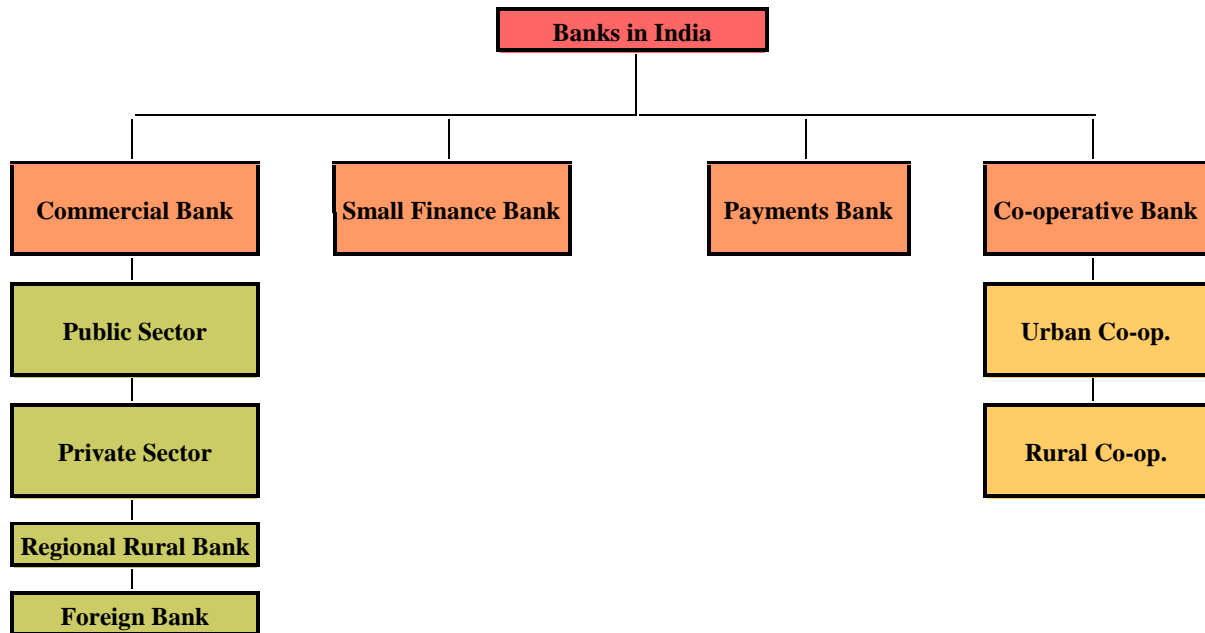 Banks in India
Commercial Bank
Small Finance Bank
Payments Bank
Co-operative Bank
Public Sector
Urban Co-op.
Private Sector
Rural Co-op.
Regional Rural Bank
Foreign Bank